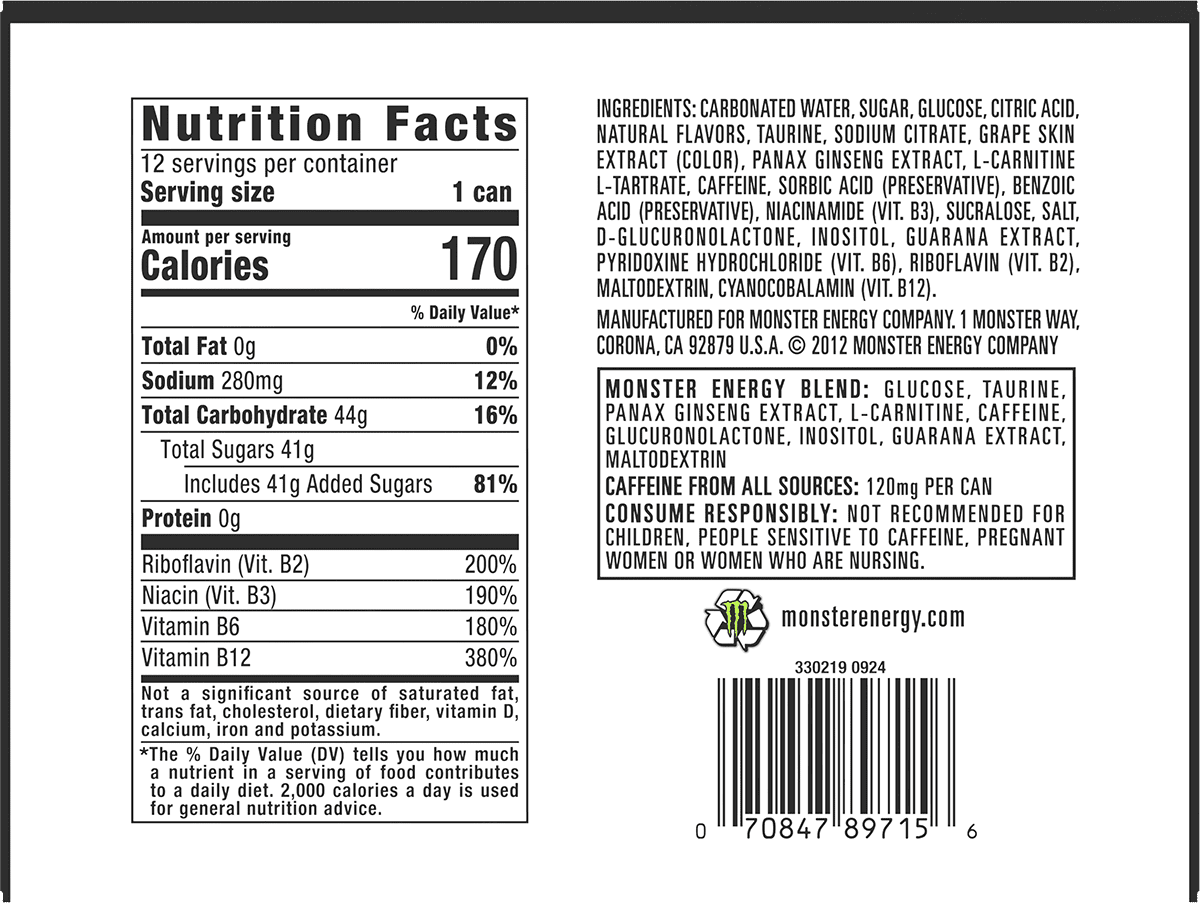 Nutrition Facts
12 servings per container
Serving size 1 can
Amount per serving
Calories 170
% Daily Value*
Total Fat 0g 0%
Sodium 280mg 12%
Total Carbohydrate 44g 16%
Total Sugars 41g
Includes 41g Added Sugars 81%
Protein 0g
Riboflavin (Vit. B2) 200%
Niacin (Vit. B3) 190%
Vitamin B6 180%
Vitamin B12 380%
Not a significant source of saturated fat,
trans fat, cholesterol, dietary fiber, vitamin D,
calcium, iron and potassium.
*The % Daily Value (DV) tells you how much
a nutrient in a serving of food contributes
to a daily diet. 2,000 calories a day is used
for general nutrition advice.
INGREDIENTS: CARBONATED WATER, SUGAR, GLUCOSE, CITRIC ACID,
NATURAL FLAVORS, TAURINE, SODIUM CITRATE, GRAPE SKIN
EXTRACT (COLOR), PANAX GINSENG EXTRACT, L-CARNITINE
L-TARTRATE, CAFFEINE, SORBIC ACID (PRESERVATIVE), BENZOIC
ACID (PRESERVATIVE), NIACINAMIDE (VIT. B3), SUCRALOSE, SALT,
D-GLUCURONOLACTONE, INOSITOL, GUARANA EXTRACT,
PYRIDOXINE HYDROCHLORIDE (VIT. B6), RIBOFLAVIN (VIT. B2),
MALTODEXTRIN, CYANOCOBALAMIN (VIT. B12).
MANUFACTURED FOR MONSTER ENERGY COMPANY. 1 MONSTER WAY,
CORONA, CA 92879 U.S.A. © 2012 MONSTER ENERGY COMPANY
MONSTER ENERGY BLEND: GLUCOSE, TAURINE,
PANAX GINSENG EXTRACT, L-CARNITINE, CAFFEINE,
GLUCURONOLACTONE, INOSITOL, GUARANA EXTRACT,
MALTODEXTRIN
CAFFEINE FROM ALL SOURCES: 120mg PER CAN
CONSUME RESPONSIBLY: NOT RECOMMENDED FOR
CHILDREN, PEOPLE SENSITIVE TO CAFFEINE, PREGNANT
WOMEN OR WOMEN WHO ARE NURSING.
monsterenergy.com
330219 0924
0 70847 89715 6